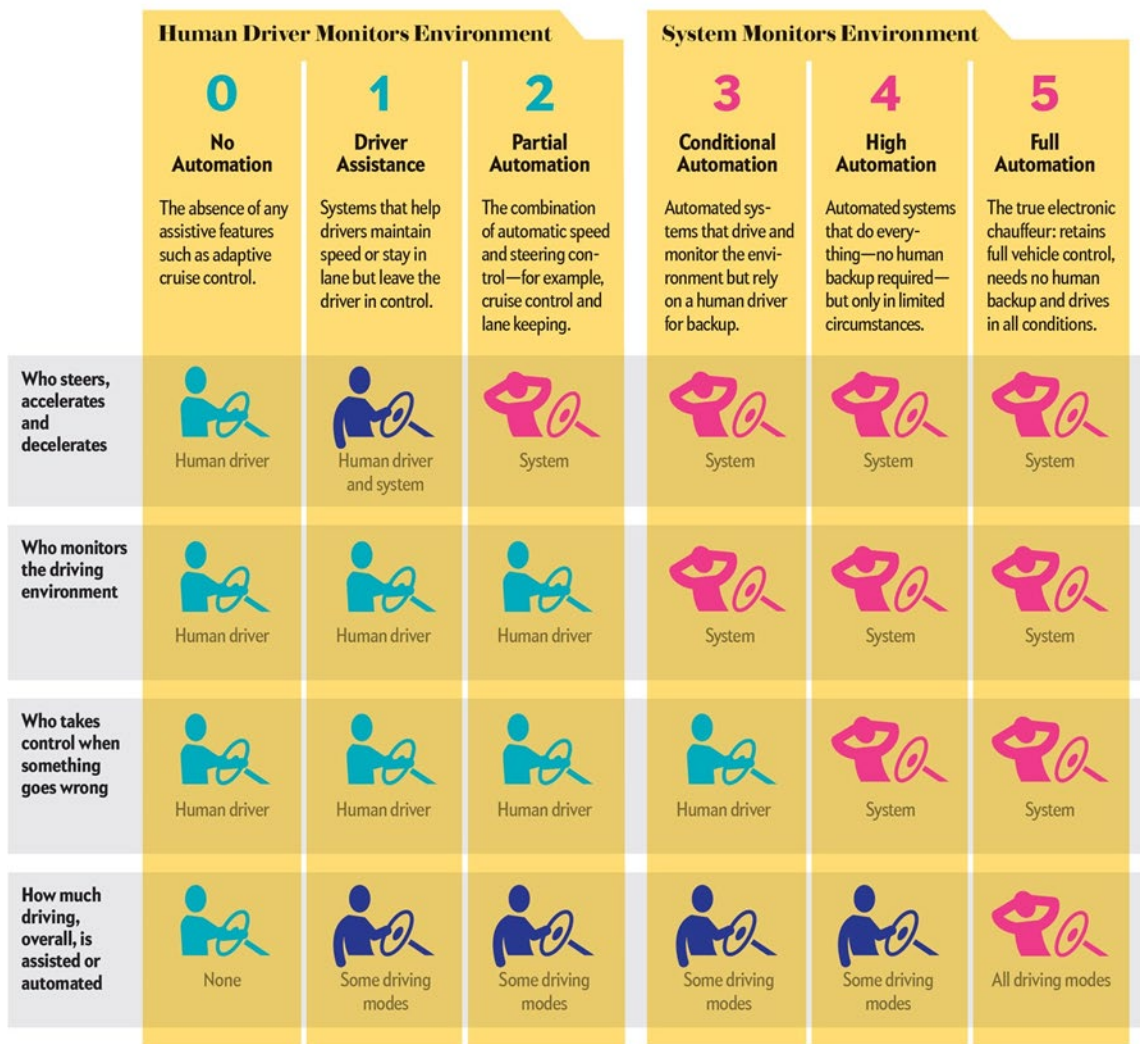 Human Driver Monitors Environment
System Monitors Environment
0
No
Automation
The absence of any
assistive features
such as adaptive
cruise control.
1
Driver
Assistance
Systems that help
drivers maintain
speed or stay in
lane but leave the
driver in control.
2
Partial
Automation
The combination
of automatic speed
and steering con-
trol—for example,
cruise control and
lane keeping.
3
Conditional
Automation
Automated sys-
tems that drive and
monitor the envi-
ronment but rely
on a human driver
for backup.
4
High
Automation
Automated systems
that do every-
thing—no human
backup required—
but only in limited
circumstances.
5
Full
Automation
The true electronic
chauffeur: retains
full vehicle control,
needs no human
backup and drives
in all conditions.
Who steers,
accelerates
and
decelerates
Human driver
Human driver
and system
System
System
System
System
Who monitors
the driving
environment
Human driver
Human driver
Human driver
System
System
System
Who takes
control when
something
goes wrong
Human driver
Human driver
Human driver
Human driver
System
System
How much
driving,
overall, is
assisted or
automated
None
Some driving
modes
Some driving
modes
Some driving
modes
Some driving
modes
All driving modes